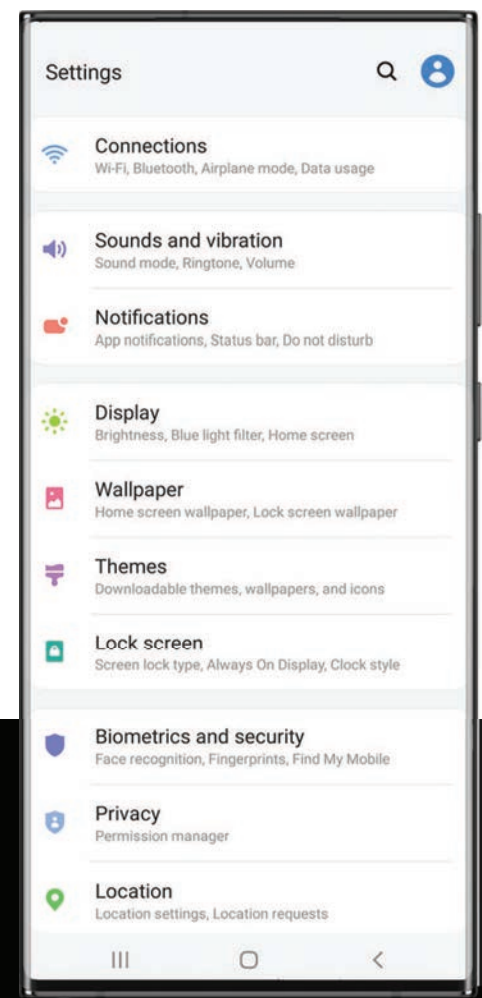 Settings
Connections
Wi-Fi, Bluetooth, Airplane mode, Data usage
Sounds and vibration
Sound mode, Ringtone, Volume
Notifications
App notifications, Status bar, Do not disturb
Display
Brightness, Blue light filter, Home screen
Wallpaper
Home screen wallpaper, Lock screen wallpaper
Themes
Downloadable themes, wallpapers, and icons
Lock screen
Screen lock type, Always On Display, Clock style
Biometrics and security
Face recognition, Fingerprints, Find My Mobile
Privacy
Permission manager
Location
Location settings, Location requests